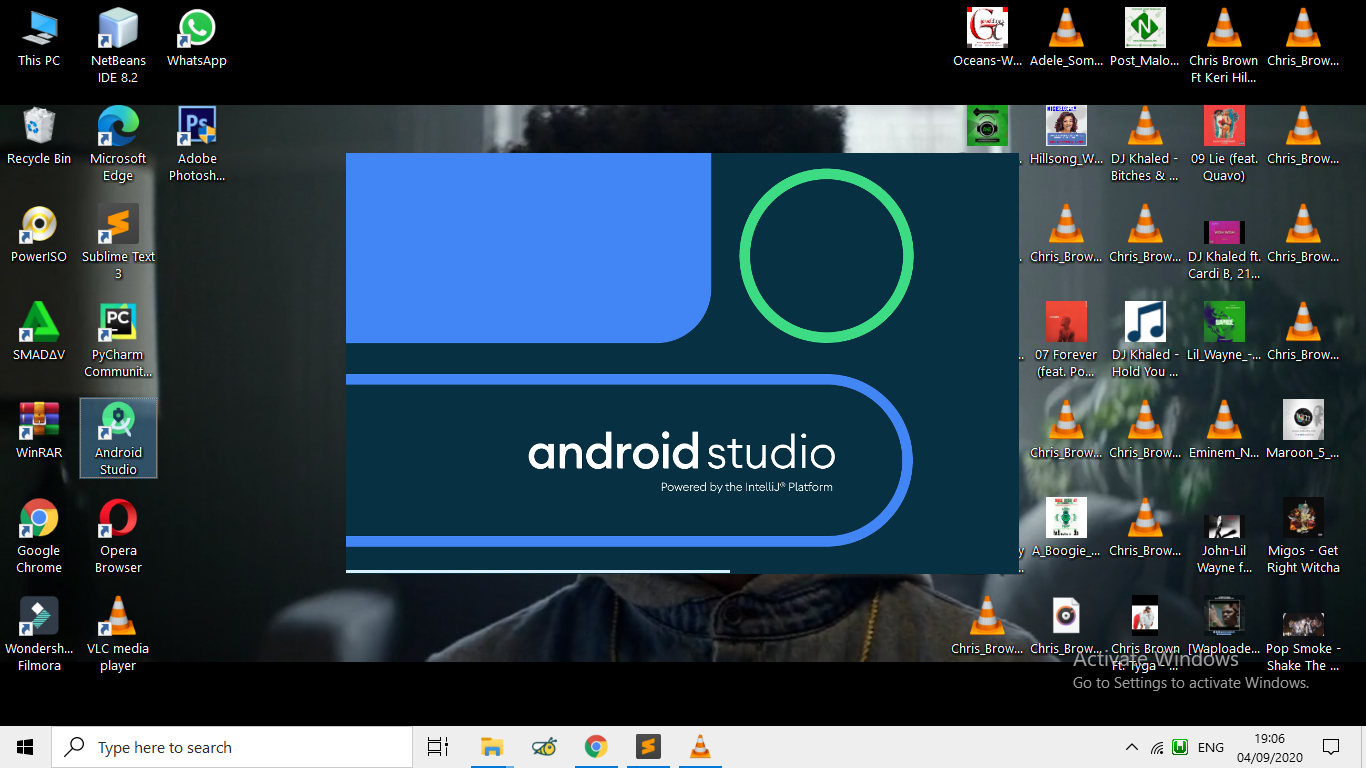 This PC
NetBeans
IDE 8.2
WhatsApp
Oceans-W...
Adele_Som...
Post_Malo...
Chris Brown
Ft Keri Hil...
Chris_Brow...
Recycle Bin
Microsoft
Edge
Adobe
Photosh...
Hillsong_W...
DJ Khaled -
Bitches & ...
09 Lie (feat.
Quavo)
Chris_Brow...
PowerISO
Sublime Text
3
Chris_Brow...
Chris_Brow...
DJ Khaled ft.
Cardi B, 21...
Chris_Brow...
SMADΔV
PyCharm
Communit...
07 Forever
(feat. Po...
DJ Khaled -
Hold You ...
Lil_Wayne_-...
Chris_Brow...
WinRAR
Android
Studio
android studio
Powered by the IntelliJ® Platform
Chris_Brow...
Chris_Brow...
Eminem_N...
Maroon_5_...
Google
Chrome
Opera
Browser
A_Boogie_...
Chris_Brow...
John-Lil
Wayne f...
Migos - Get
Right Witcha
Wondersh...
Filmora
VLC media
player
Chris_Brow...
Chris_Brow...
Chris Brown
Ft. Tyga - ...
[Waploade...
Pop Smoke -
Shake The ...
Activate Windows
Go to Settings to activate Windows.
Type here to search
ENG
19:06
04/09/2020